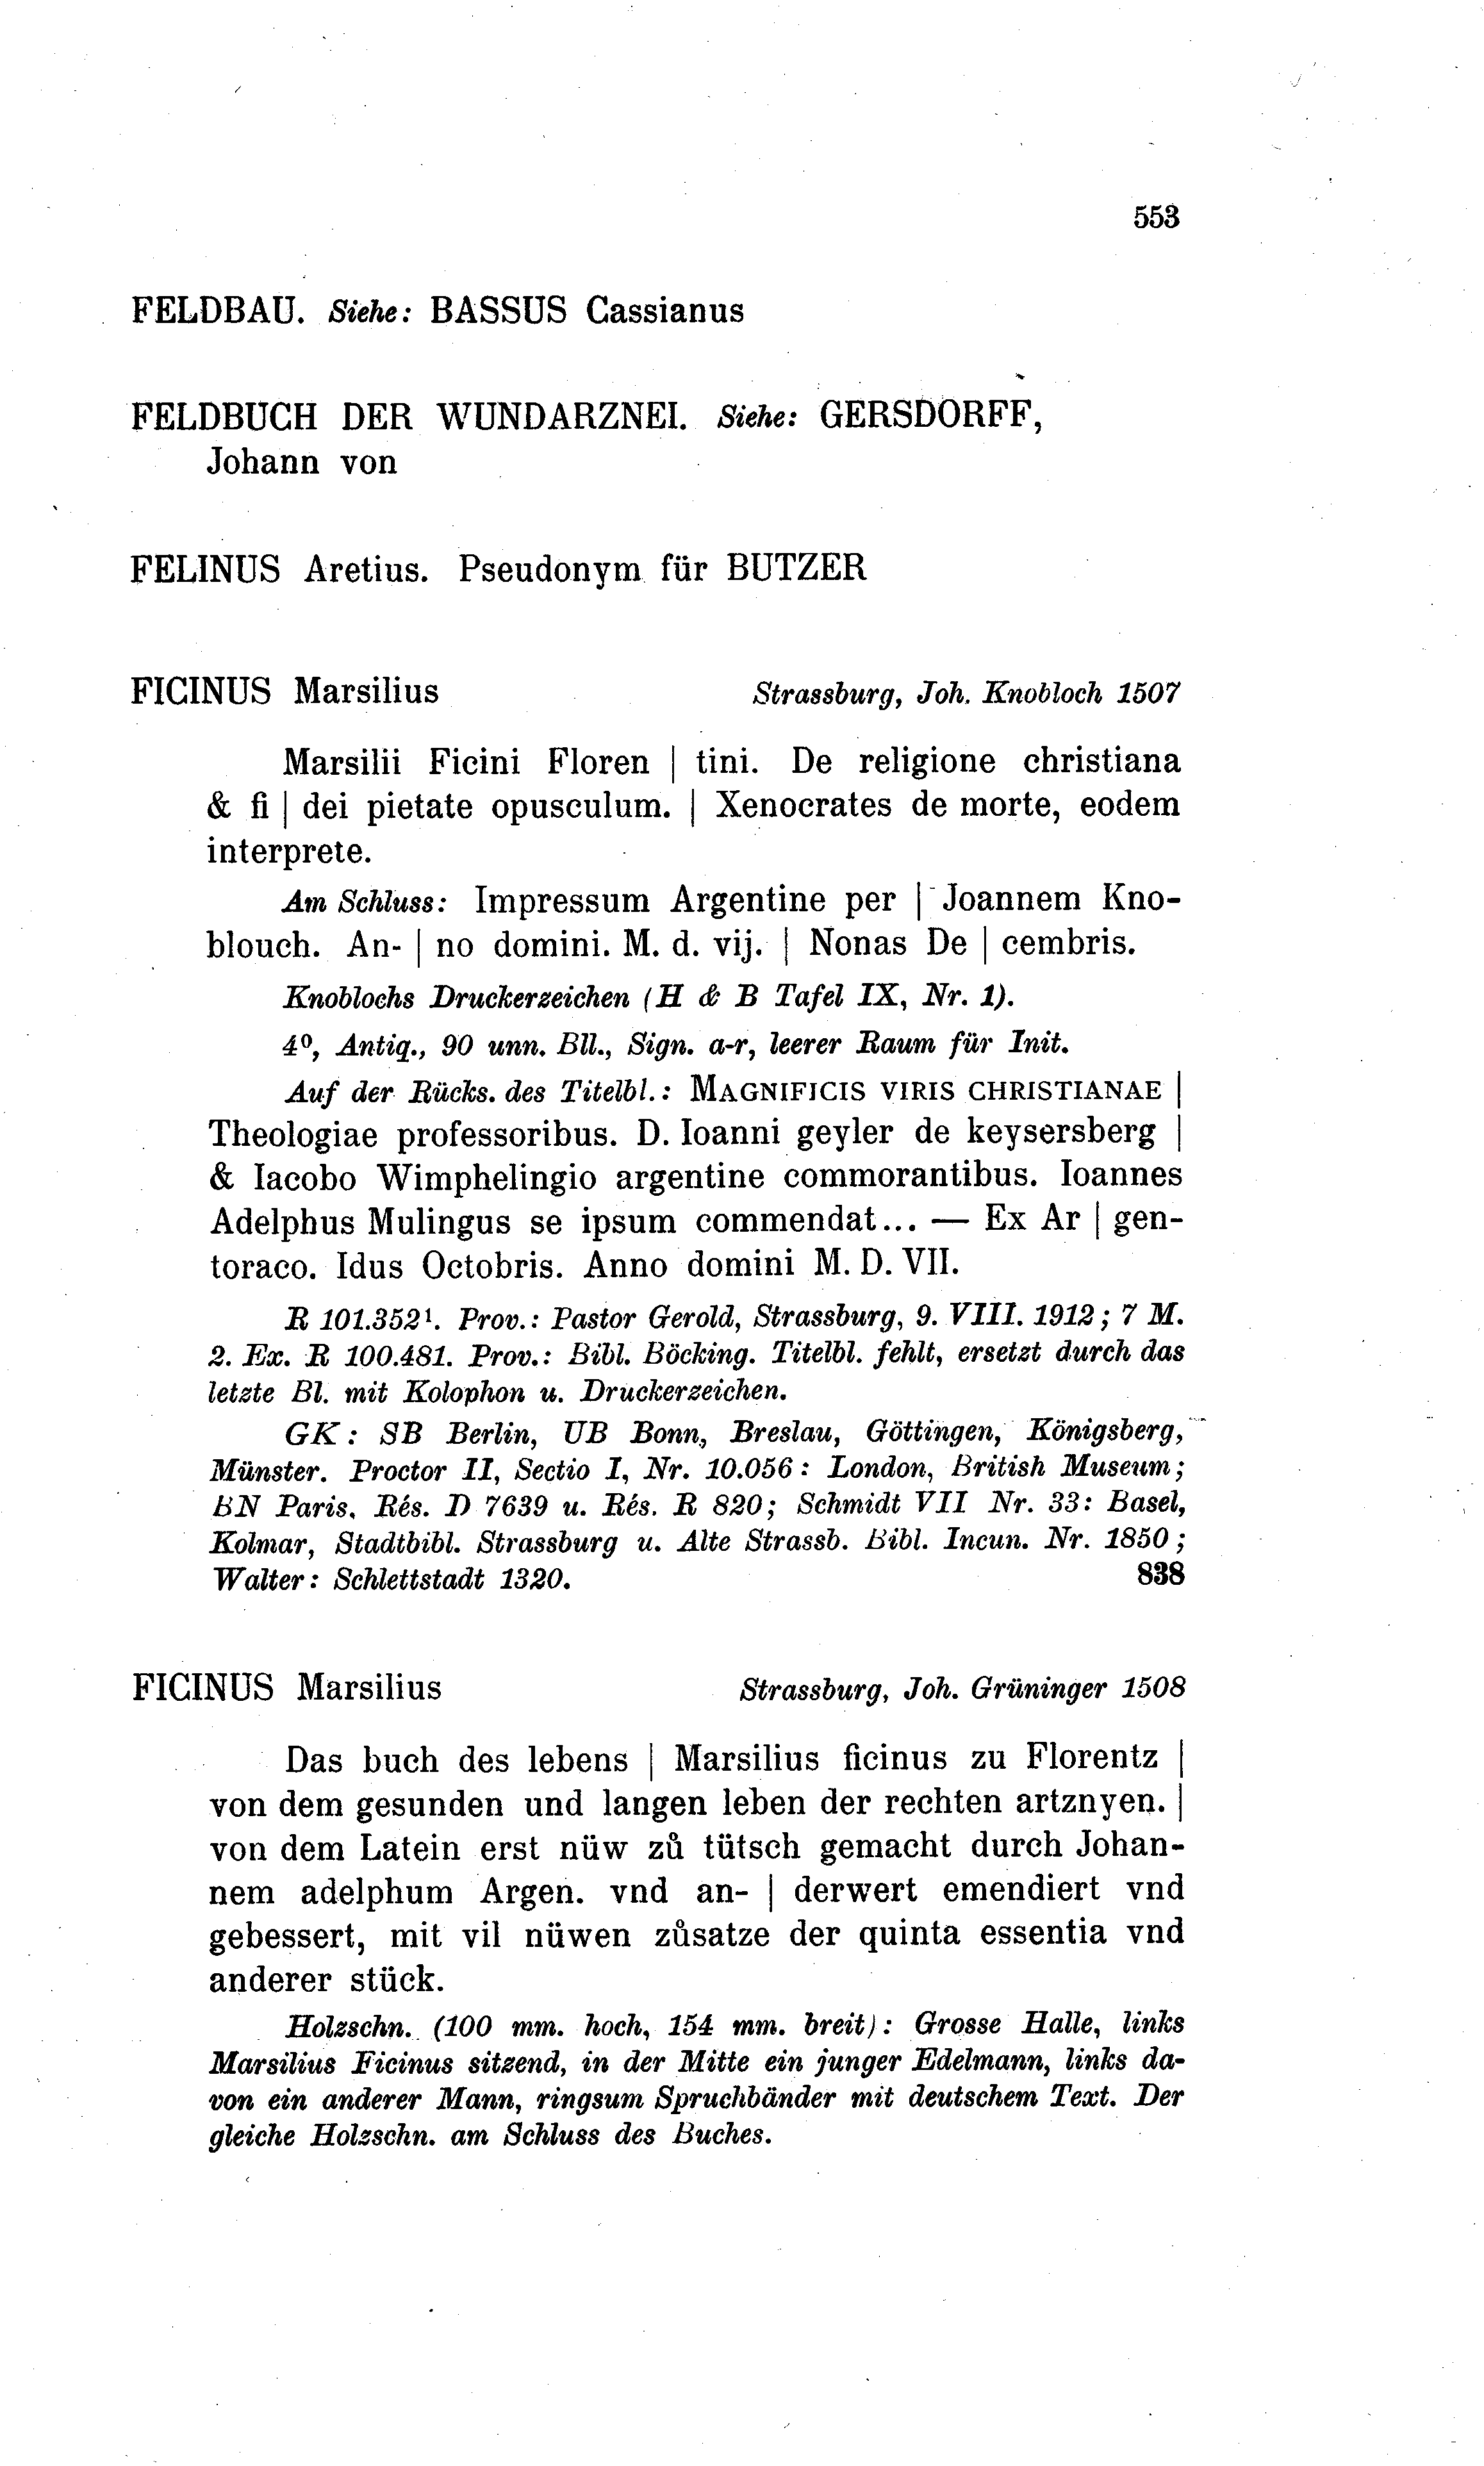 553
FELDBAU. Siehe: BASSUS Cassianus
FELDBUCH DER WUNDARZNEI. Siehe: GERSDORFF,
Johann von
FELINUS Aretius. Pseudonym für BUTZER
FICINUS Marsilius Strassburg, Joh. Knobloch 1507
Marsilii Ficini Floren | tini. De religione christiana
& fi | dei pietate opusculum. | Xenocrates de morte, eodem
interprete.
Am Schluss: Impressum Argentine per | Joannem Kno-
blouch. An- | no domini. M. d. vij. | Nonas De | cembris.
Knoblochs Druckerzeichen (H & B Tafel IX, Nr. 1).
4⁰, Antiq., 90 unn. Bll., Sign. a-r, leerer Raum für Init.
Auf der Rücks. des Titelbl.: MAGNIFICIS VIRIS CHRISTIANAE |
Theologiae professoribus. D. Ioanni geyler de keysersberg |
& Iacobo Wimphelingio argentine commorantibus. Ioannes
Adelphus Mulingus se ipsum commendat... — Ex Ar | gen-
toraco. Idus Octobris. Anno domini M. D. VII.
R 101.352¹. Prov.: Pastor Gerold, Strassburg, 9. VIII. 1912; 7 M.
2. Ex. R 100.481. Prov.: Bibl. Böcking. Titelbl. fehlt, ersetzt durch das
letzte Bl. mit Kolophon u. Druckerzeichen.
GK: SB Berlin, UB Bonn, Breslau, Göttingen, Königsberg,
Münster. Proctor II, Sectio I, Nr. 10.056: London, British Museum;
BN Paris. Rés. D 7639 u. Rés. R 820; Schmidt VII Nr. 33: Basel,
Kolmar, Stadtbibl. Strassburg u. Alte Strassb. Bibl. Incun. Nr. 1850;
Walter: Schlettstadt 1320. 838
FICINUS Marsilius Strassburg, Joh. Grüninger 1508
Das buch des lebens | Marsilius ficinus zu Florentz |
von dem gesunden und langen leben der rechten artznyen. |
von dem Latein erst nüw zů tütsch gemacht durch Johan-
nem adelphum Argen. vnd an- | derwert emendiert vnd
gebessert, mit vil nüwen zůsatze der quinta essentia vnd
anderer stück.
Holzschn. (100 mm. hoch, 154 mm. breit): Grosse Halle, links
Marsilius Ficinus sitzend, in der Mitte ein junger Edelmann, links da-
von ein anderer Mann, ringsum Spruchbänder mit deutschem Text. Der
gleiche Holzschn. am Schluss des Buches.